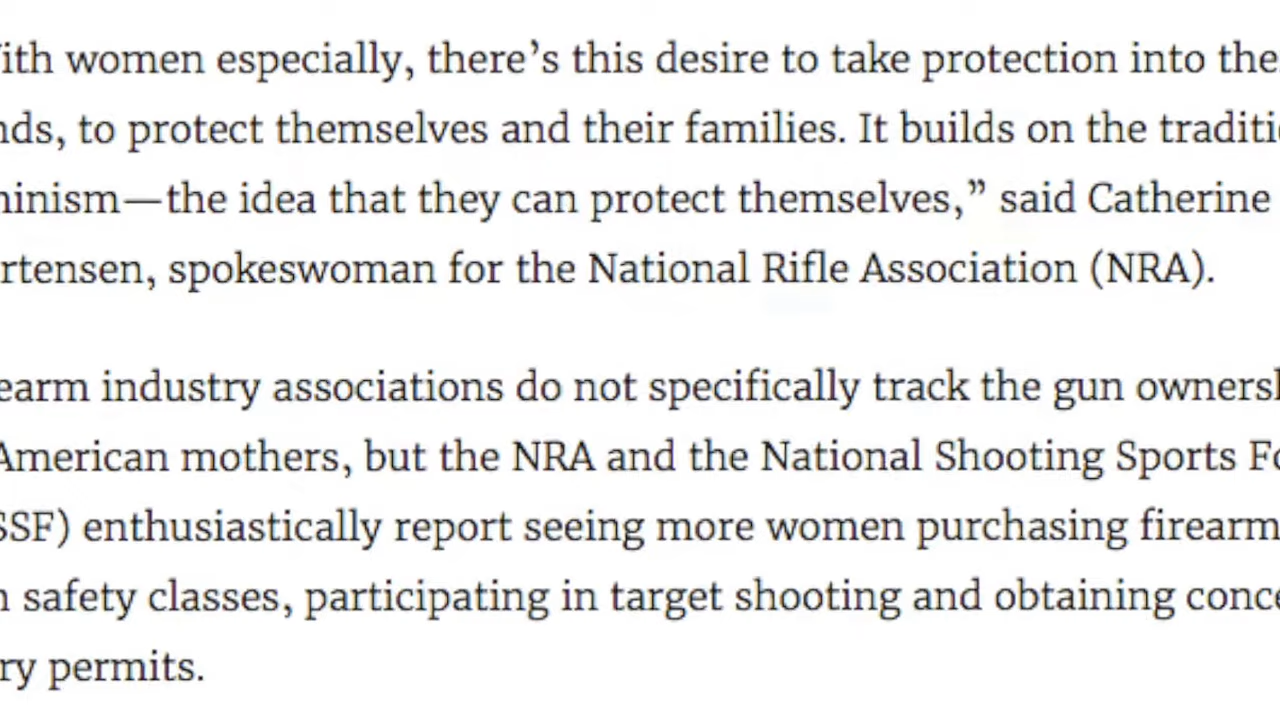 ith women especially, there’s this desire to take protection into the
nds, to protect themselves and their families. It builds on the traditi
ninism—the idea that they can protect themselves,” said Catherine
rtensen, spokeswoman for the National Rifle Association (NRA).
earm industry associations do not specifically track the gun ownersh
American mothers, but the NRA and the National Shooting Sports Fo
SSF) enthusiastically report seeing more women purchasing firearm
n safety classes, participating in target shooting and obtaining conce
ry permits.